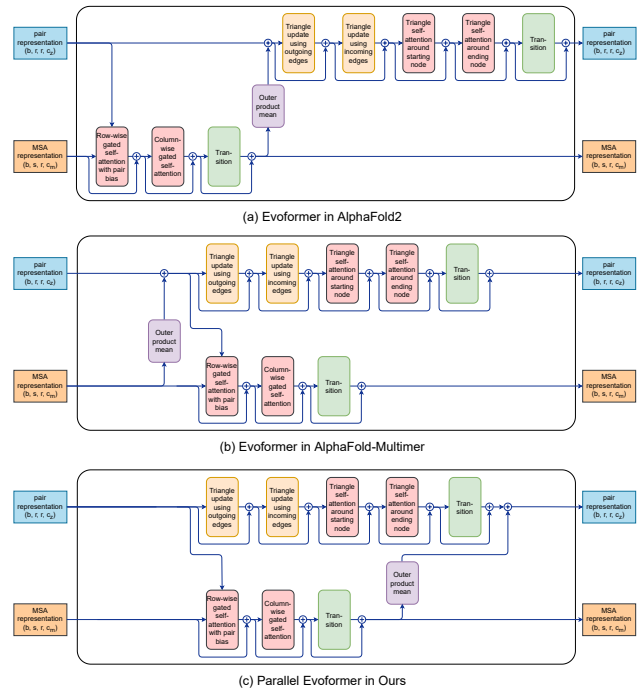 pair
representation
(b, r, r, c_z)
Triangle
update
using
outgoing
edges
Triangle
update
using
incoming
edges
Triangle
self-
attention
around
starting
node
Triangle
self-
attention
around
ending
node
Tran-
sition
pair
representation
(b, r, r, c_z)
Outer
product
mean
MSA
representation
(b, s, r, c_m)
Row-wise
gated
self-
attention
with pair
bias
Column-
wise
gated
self-
attention
Tran-
sition
MSA
representation
(b, s, r, c_m)
(a) Evoformer in AlphaFold2
pair
representation
(b, r, r, c_z)
Triangle
update
using
outgoing
edges
Triangle
update
using
incoming
edges
Triangle
self-
attention
around
starting
node
Triangle
self-
attention
around
ending
node
Tran-
sition
pair
representation
(b, r, r, c_z)
Outer
product
mean
MSA
representation
(b, s, r, c_m)
Row-wise
gated
self-
attention
with pair
bias
Column-
wise
gated
self-
attention
Tran-
sition
MSA
representation
(b, s, r, c_m)
(b) Evoformer in AlphaFold-Multimer
pair
representation
(b, r, r, c_z)
Triangle
update
using
outgoing
edges
Triangle
update
using
incoming
edges
Triangle
self-
attention
around
starting
node
Triangle
self-
attention
around
ending
node
Tran-
sition
pair
representation
(b, r, r, c_z)
Outer
product
mean
MSA
representation
(b, s, r, c_m)
Row-wise
gated
self-
attention
with pair
bias
Column-
wise
gated
self-
attention
Tran-
sition
MSA
representation
(b, s, r, c_m)
(c) Parallel Evoformer in Ours